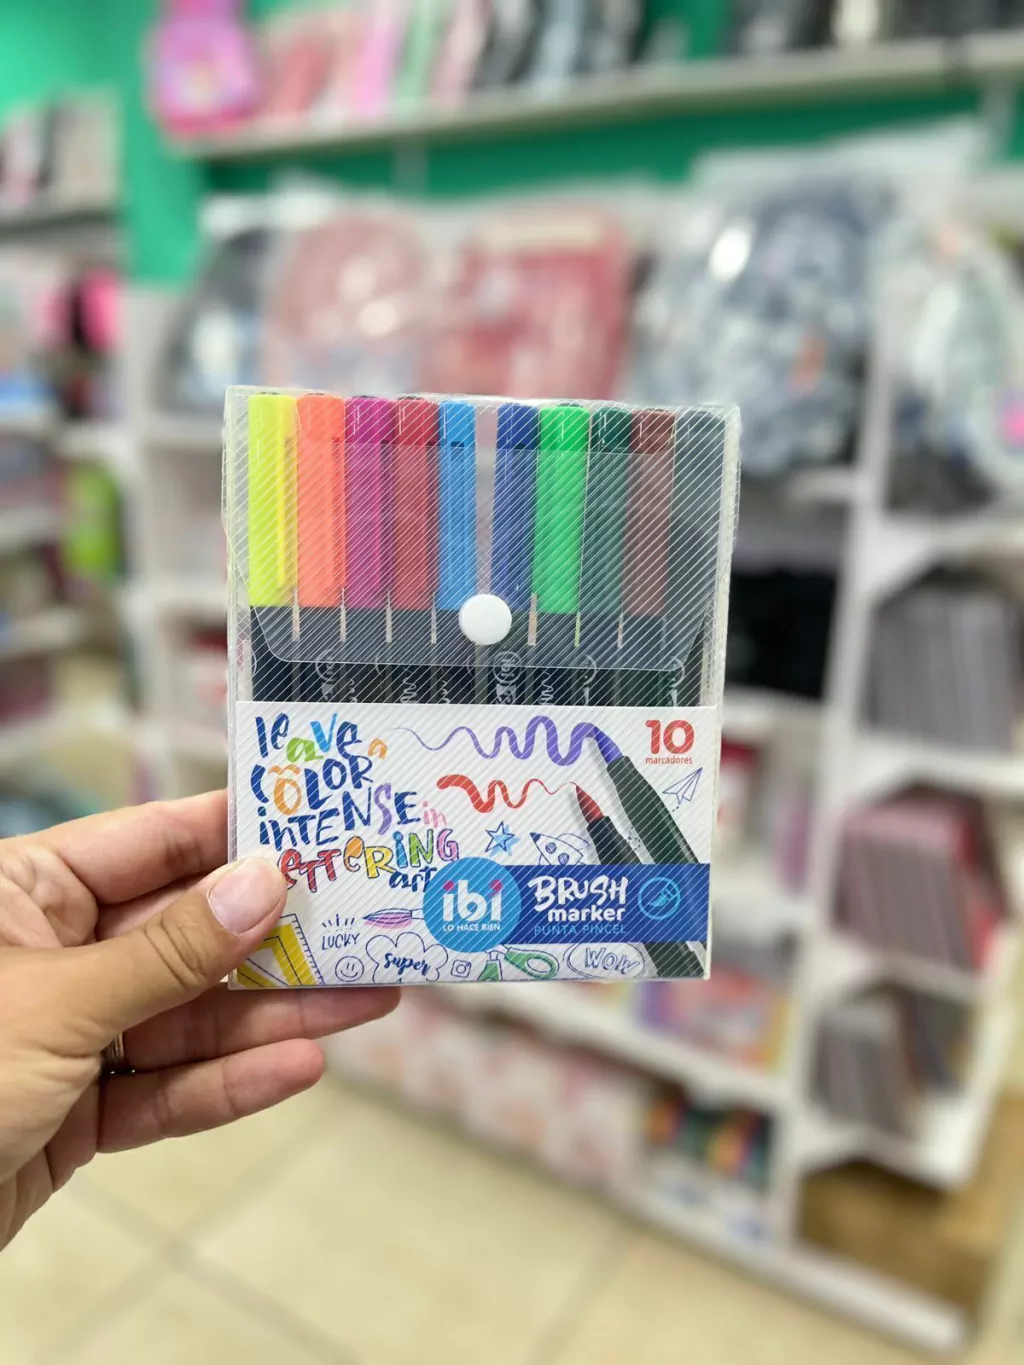 leave a
COLOR
iNTENSE in
LETTERiNG
art
10
marcadores
ibi
LO HACE BIEN
BRUSH
marker
PUNTA PINCEL
LUCKY
Super
WOW